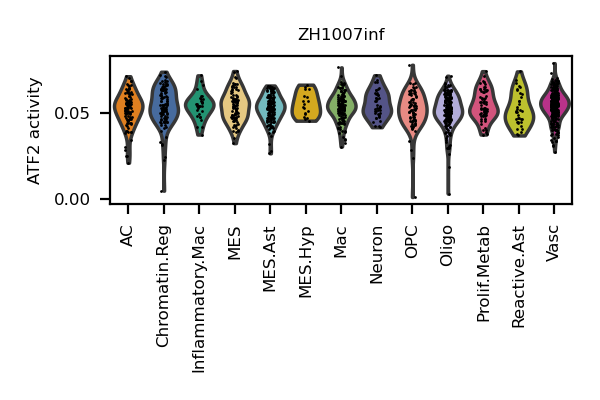 ZH1007inf
ATF2 activity
0.05
0.00
AC
Chromatin.Reg
Inflammatory.Mac
MES
MES.Ast
MES.Hyp
Mac
Neuron
OPC
Oligo
Prolif.Metab
Reactive.Ast
Vasc